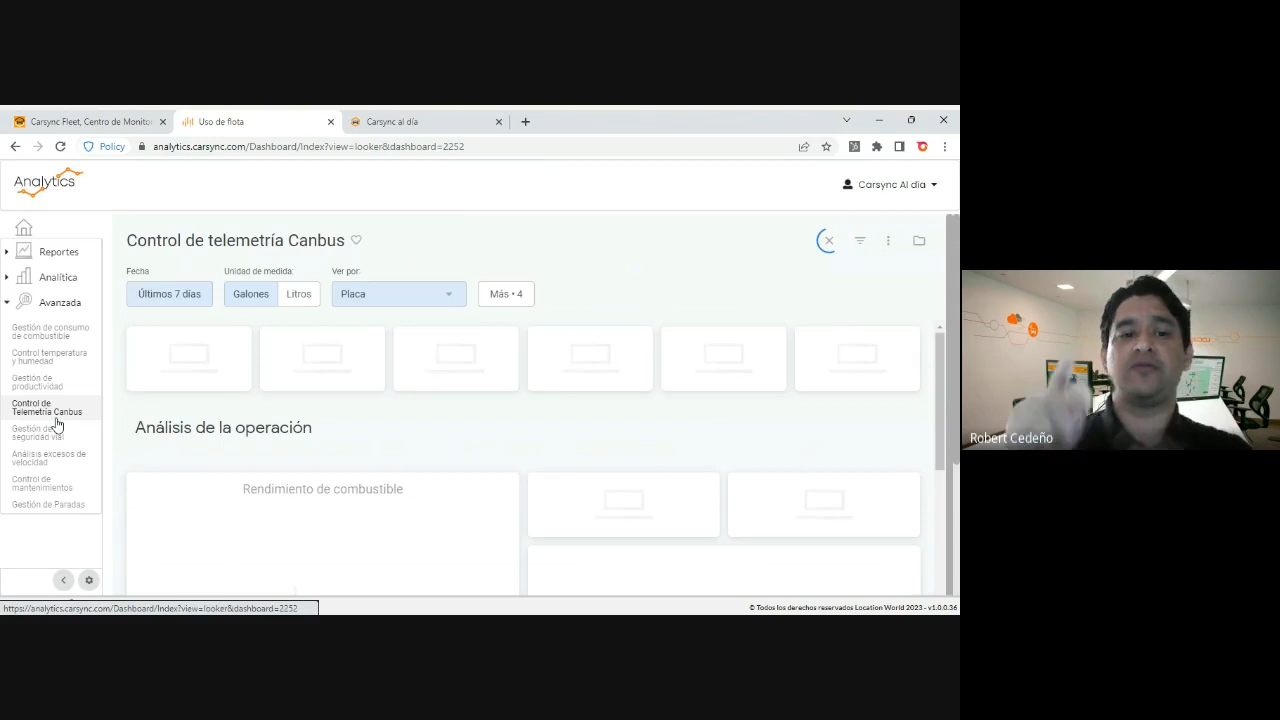 Carsync Fleet, Centro de Monitor
Uso de flota
Carsync al día
Policy
analytics.carsync.com/Dashboard/Index?view=looker&dashboard=2252
Analytics
Carsync Al día
Reportes
Analítica
Avanzada
Gestión de consumo
de combustible
Control temperatura
y humedad
Gestión de
productividad
Control de
Telemetría Canbus
Gestión de
seguridad vial
Análisis excesos de
velocidad
Control de
mantenimientos
Gestión de Paradas
Control de telemetría Canbus
Fecha
Unidad de medida:
Ver por:
Últimos 7 días
Galones
Litros
Placa
Más • 4
Análisis de la operación
Rendimiento de combustible
https://analytics.carsync.com/Dashboard/Index?view=looker&dashboard=2252
© Todos los derechos reservados Location World 2023 - v1.0.0.36
Robert Cedeño